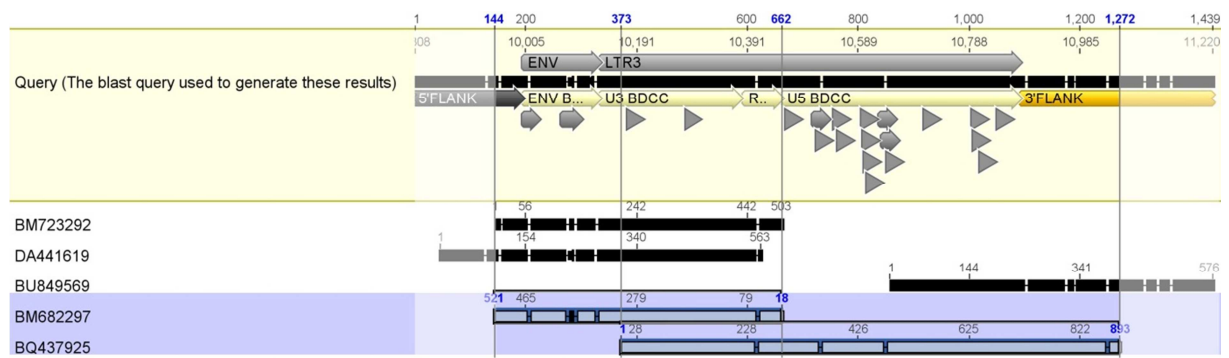 1 144 200 373 600 662 800 1,000 1,200 1,272 1,439
308 10,005 10,191 10,391 10,589 10,788 10,985 11,220
ENV LTR3
Query (The blast query used to generate these results)
5'FLANK ENV B... U3 BDCC R.. U5 BDCC 3'FLANK
1 56 242 442 503
BM723292
1 154 340 563
DA441619
1 144 341 576
BU849569
521 465 279 79 18
BM682297
1 28 228 426 625 822 893
BQ437925